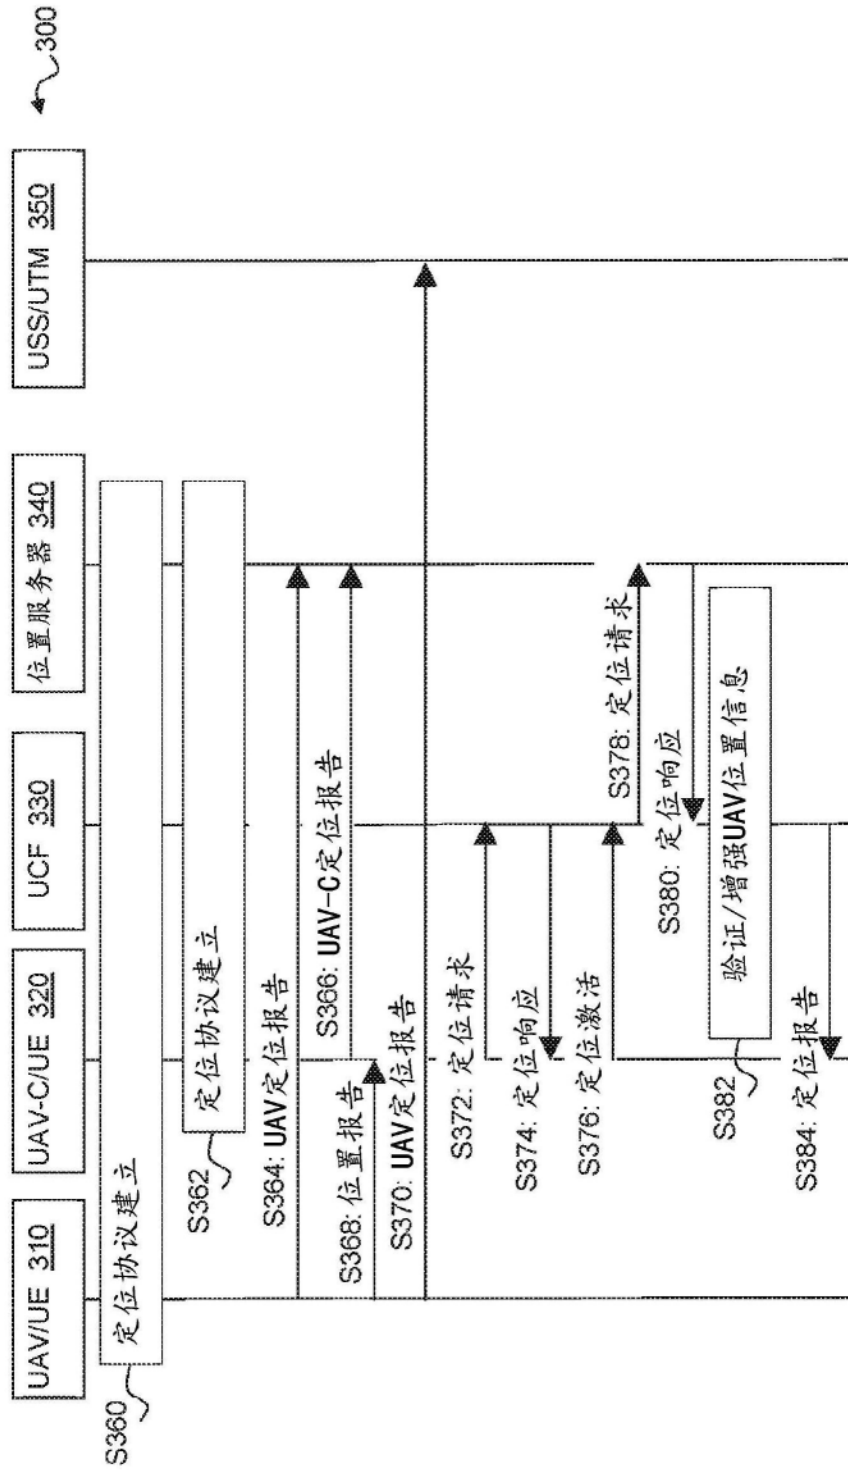 300
UAV/UE 310
UAV-C/UE 320
UCF 330
位置服务器 340
USS/UTM 350
S360
定位协议建立
S362
定位协议建立
S364: UAV定位报告
S366: UAV-C定位报告
S368: 位置报告
S370: UAV定位报告
S372: 定位请求
S374: 定位响应
S376: 定位激活
S378: 定位请求
S380: 定位响应
S382
验证/增强UAV位置信息
S384: 定位报告